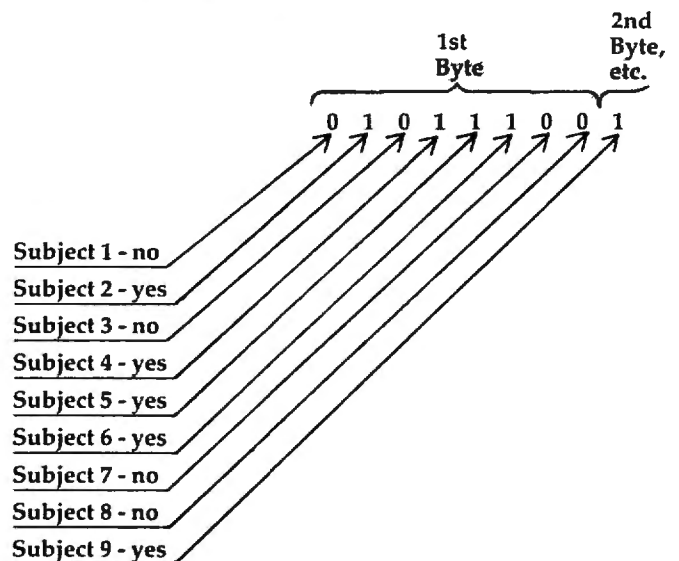 2nd
1st Byte,
Byte etc.
0 1 0 1 1 1 0 0 1
Subject 1 - no
Subject 2 - yes
Subject 3 - no
Subject 4 - yes
Subject 5 - yes
Subject 6 - yes
Subject 7 - no
Subject 8 - no
Subject 9 - yes